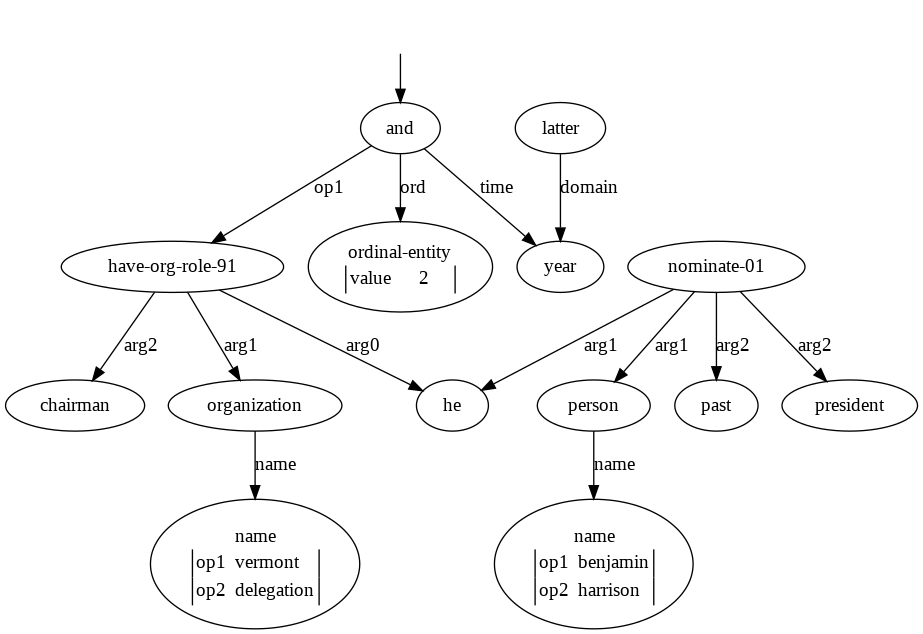 and
latter
op1
ord
time
domain
have-org-role-91
ordinal-entity
value 2
year
nominate-01
arg2
arg1
arg0
arg1
arg1
arg2
arg2
chairman
organization
he
person
past
president
name
name
name
op1 vermont
op2 delegation
name
op1 benjamin
op2 harrison